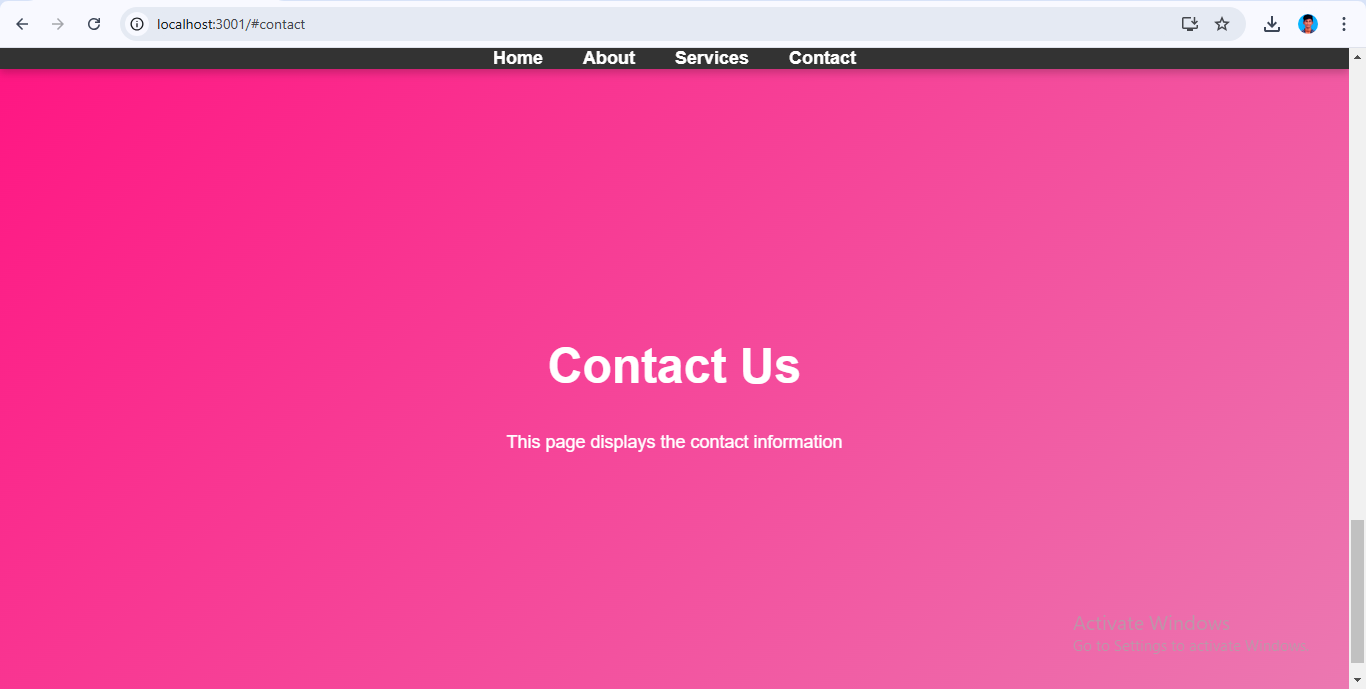 localhost:3001/#contact
Home About Services Contact
Contact Us
This page displays the contact information
Activate Windows
Go to Settings to activate Windows.